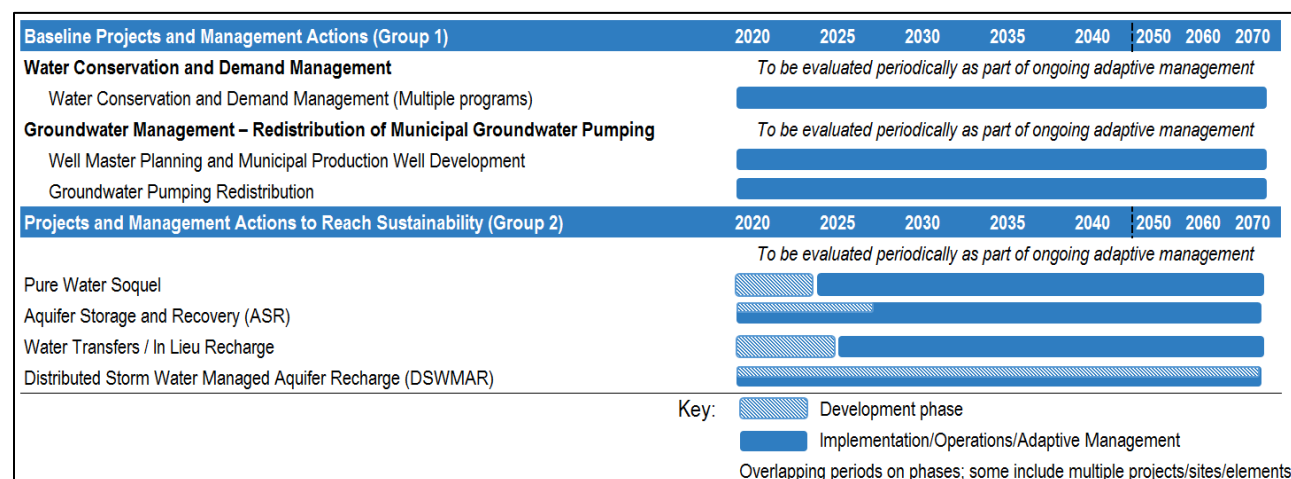 Baseline Projects and Management Actions (Group 1) 2020 2025 2030 2035 2040 2050 2060 2070
Water Conservation and Demand Management To be evaluated periodically as part of ongoing adaptive management
Water Conservation and Demand Management (Multiple programs)
Groundwater Management – Redistribution of Municipal Groundwater Pumping To be evaluated periodically as part of ongoing adaptive management
Well Master Planning and Municipal Production Well Development
Groundwater Pumping Redistribution
Projects and Management Actions to Reach Sustainability (Group 2) 2020 2025 2030 2035 2040 2050 2060 2070
To be evaluated periodically as part of ongoing adaptive management
Pure Water Soquel
Aquifer Storage and Recovery (ASR)
Water Transfers / In Lieu Recharge
Distributed Storm Water Managed Aquifer Recharge (DSWMAR)
Key: Development phase
Implementation/Operations/Adaptive Management
Overlapping periods on phases; some include multiple projects/sites/elements